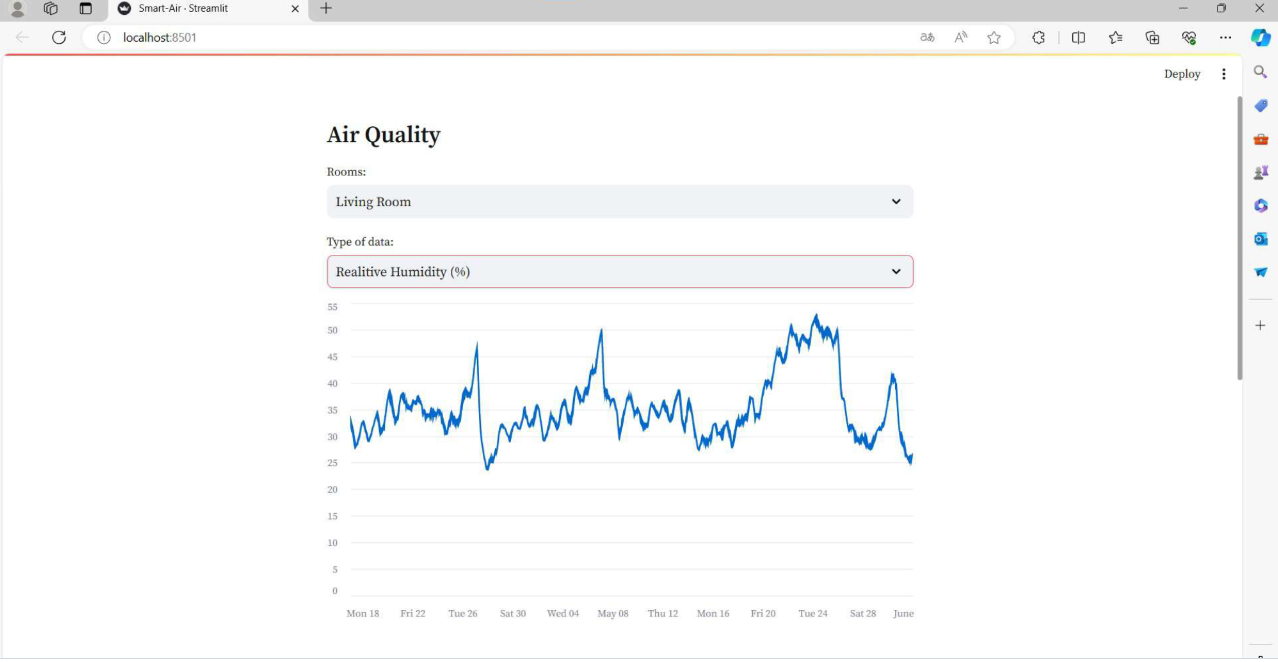 Smart-Air · Streamlit
localhost:8501
Deploy
Air Quality
Rooms:
Living Room
Type of data:
Realitive Humidity (%)
55
50
45
40
35
30
25
20
15
10
5
0
Mon 18 Fri 22 Tue 26 Sat 30 Wed 04 May 08 Thu 12 Mon 16 Fri 20 Tue 24 Sat 28 June